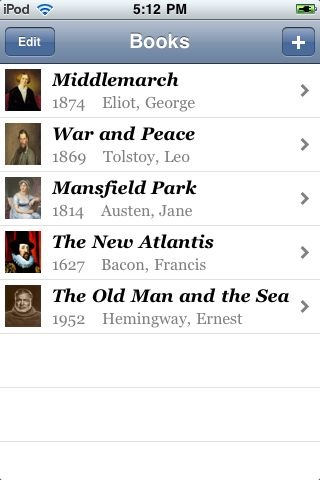 iPod 5:12 PM
Edit Books +
Middlemarch
1874 Eliot, George
War and Peace
1869 Tolstoy, Leo
Mansfield Park
1814 Austen, Jane
The New Atlantis
1627 Bacon, Francis
The Old Man and the Sea
1952 Hemingway, Ernest